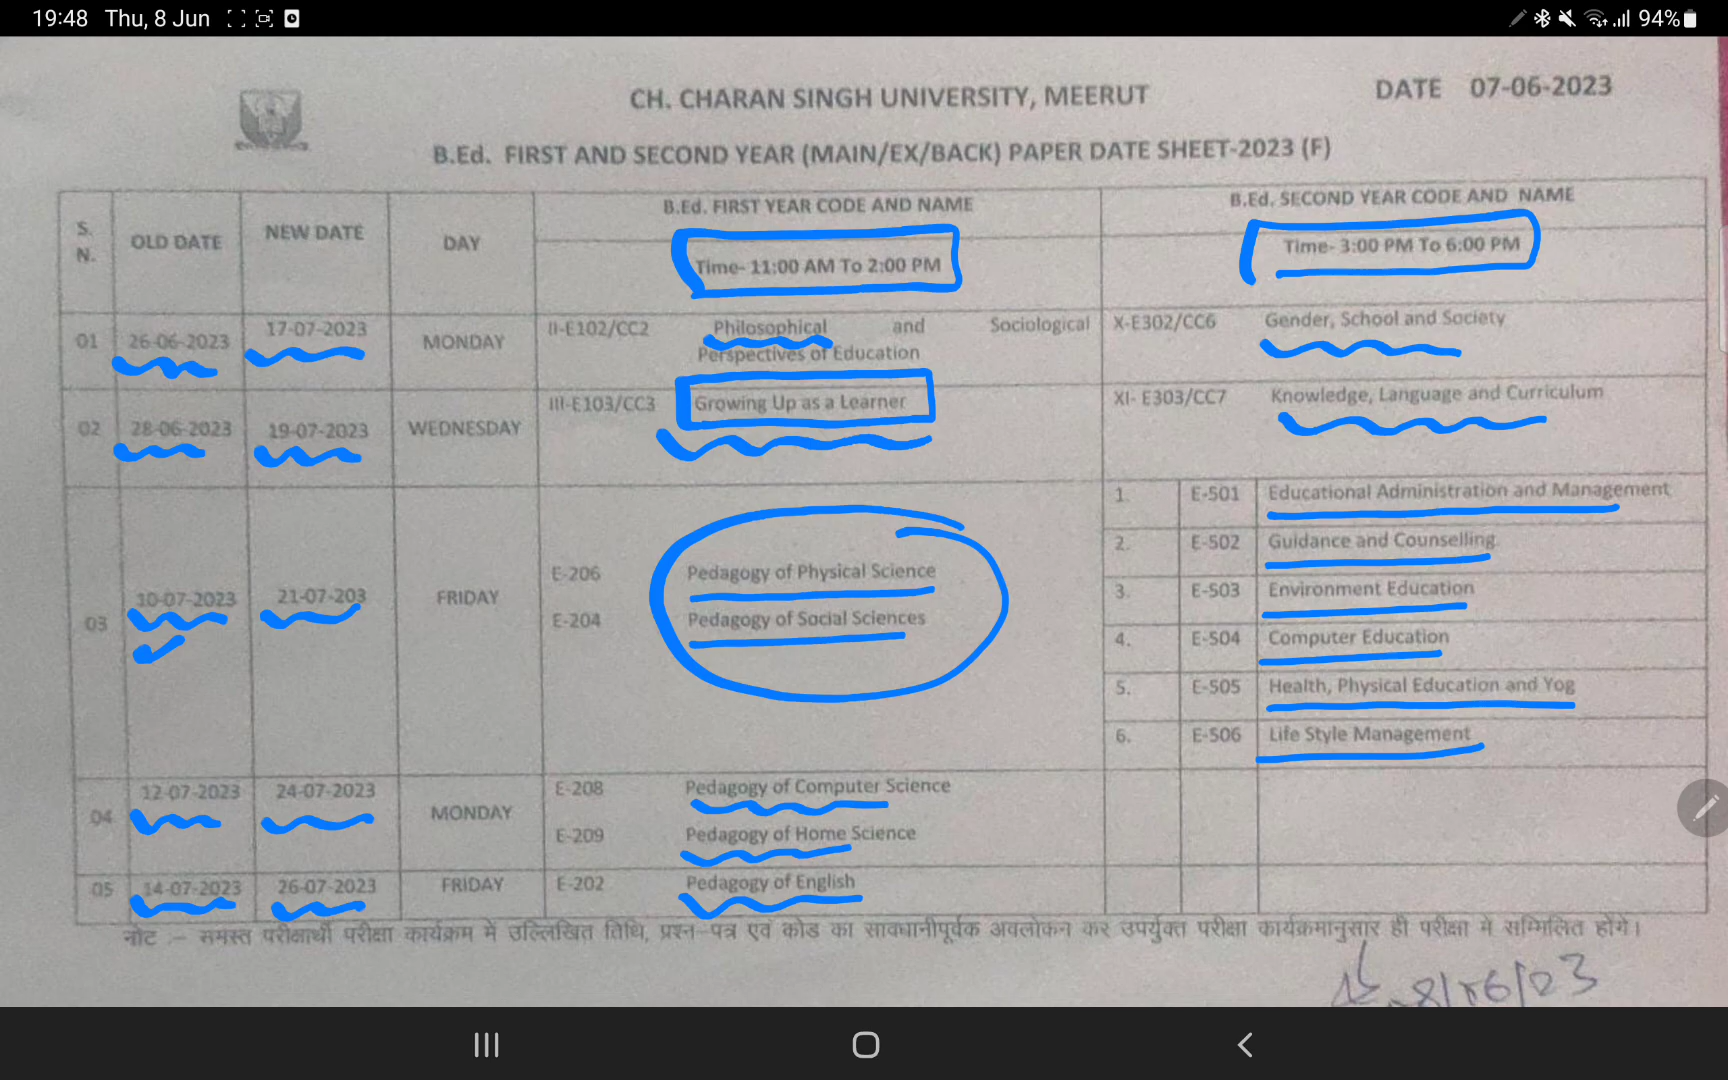 19:48 Thu, 8 Jun 94%
CH. CHARAN SINGH UNIVERSITY, MEERUT
DATE 07-06-2023
B.Ed. FIRST AND SECOND YEAR (MAIN/EX/BACK) PAPER DATE SHEET-2023 (F)
S. N.
OLD DATE
NEW DATE
DAY
B.Ed. FIRST YEAR CODE AND NAME
B.Ed. SECOND YEAR CODE AND NAME
Time- 11:00 AM To 2:00 PM
Time- 3:00 PM To 6:00 PM
01 26-06-2023 17-07-2023 MONDAY II-E102/CC2 Philosophical and Sociological
Perspectives of Education
X-E302/CC6 Gender, School and Society
02 28-06-2023 19-07-2023 WEDNESDAY III-E103/CC3 Growing Up as a Learner
XI- E303/CC7 Knowledge, Language and Curriculum
03 10-07-2023 21-07-203 FRIDAY
E-206 Pedagogy of Physical Science
E-204 Pedagogy of Social Sciences
1. E-501 Educational Administration and Management
2. E-502 Guidance and Counselling
3. E-503 Environment Education
4. E-504 Computer Education
5. E-505 Health, Physical Education and Yog
6. E-506 Life Style Management
04 12-07-2023 24-07-2023 MONDAY
E-208 Pedagogy of Computer Science
E-209 Pedagogy of Home Science
05 14-07-2023 26-07-2023 FRIDAY E-202 Pedagogy of English
नोट :- समस्त परीक्षार्थी परीक्षा कार्यक्रम में उल्लिखित तिथि, प्रश्न-पत्र एवं कोड का सावधानीपूर्वक अवलोकन कर उपर्युक्त परीक्षा कार्यक्रमानुसार ही परीक्षा में सम्मिलित होंगे।
8/06/23